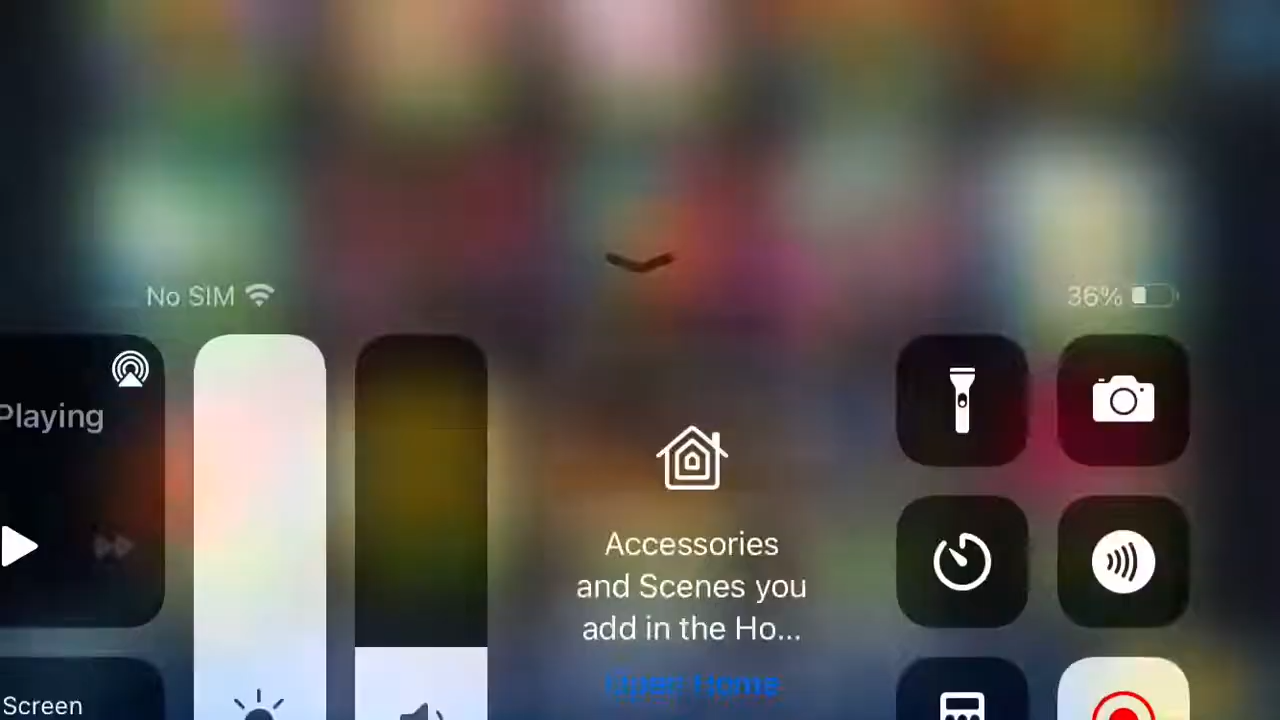 No SIM
36%
Playing
Accessories
and Scenes you
add in the Ho...
Open Home
Screen